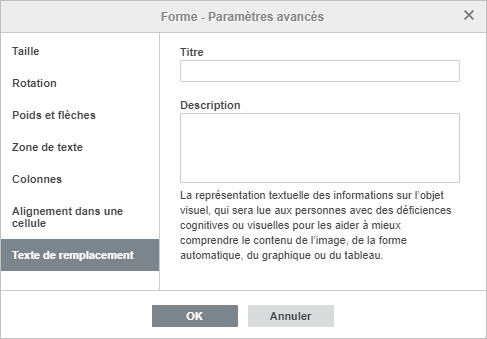 Forme - Paramètres avancés
Taille
Rotation
Poids et flèches
Zone de texte
Colonnes
Alignement dans une
cellule
Texte de remplacement
Titre
Description
La représentation textuelle des informations sur l'objet
visuel, qui sera lue aux personnes avec des déficiences
cognitives ou visuelles pour les aider à mieux
comprendre le contenu de l'image, de la forme
automatique, du graphique ou du tableau.
OK
Annuler